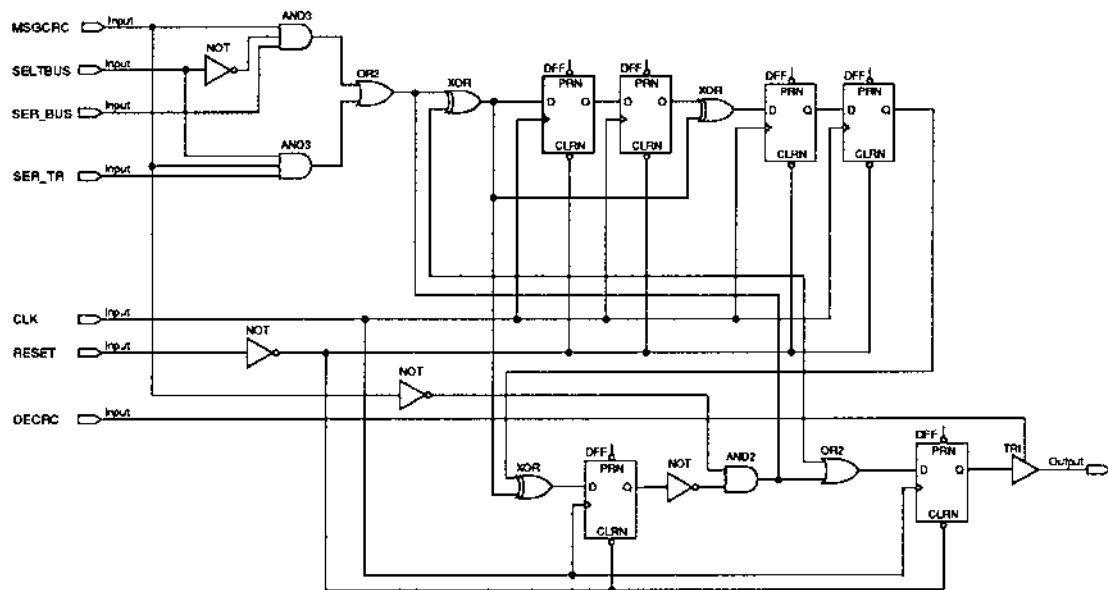 MSGCRC Input
AND3
NOT
SELTBUS Input
OR2
XOR
DFF
PRN
D Q
CLRN
DFF
PRN
D Q
CLRN
XOR
DFF
PRN
D Q
CLRN
DFF
PRN
D Q
CLRN
SER_BUS Input
AND3
SER_TR Input
CLK Input
NOT
RESET Input
NOT
OECRC Input
XOR
DFF
PRN
D Q
CLRN
NOT
AND2
OR2
DFF
PRN
D Q
CLRN
TRI
Output